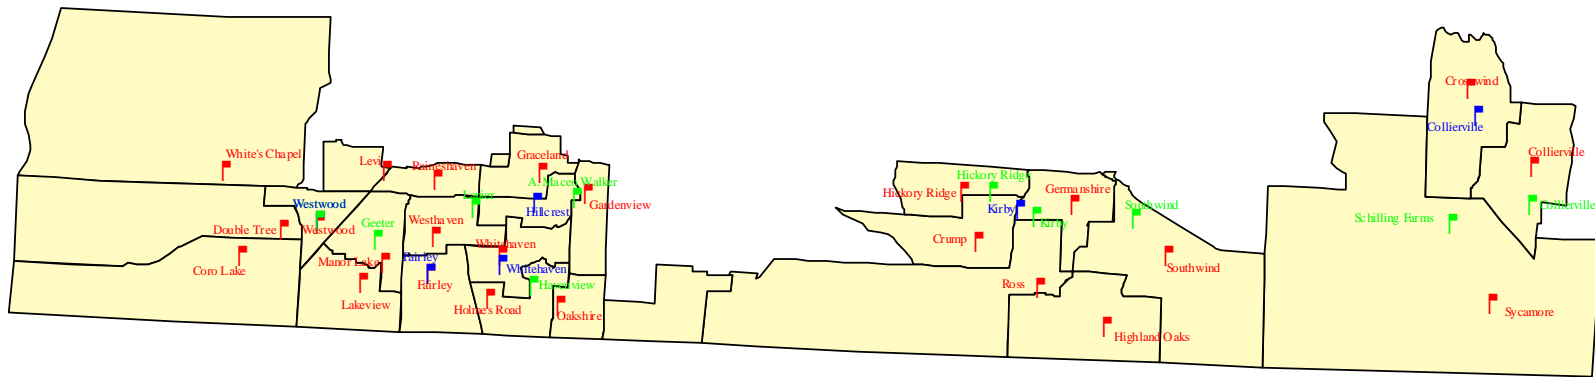 Crosswind
Collierville
White's Chapel
Levi
Raineshaven
Graceland
Collierville
A. Maceo Walker
Hickory Ridge
Hickory Ridge
Germanshire
Lanier
Gardenview
Westwood
Hillcrest
Kirby
Southwind
Collierville
Double Tree
Westwood
Geeter
Westhaven
Kirby
Schilling Farms
Crump
Whitehaven
Coro Lake
Manor Lake
Fairley
Whitehaven
Southwind
Lakeview
Fairley
Havenview
Ross
Holmes Road
Oakshire
Sycamore
Highland Oaks